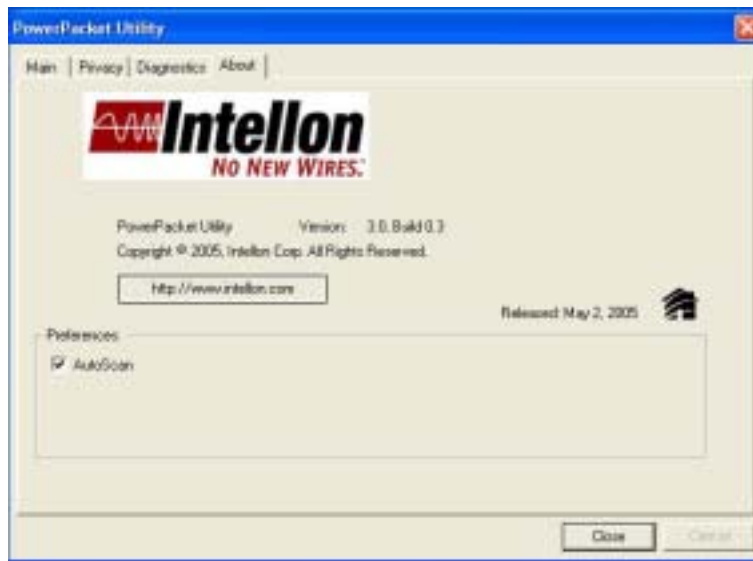 PowerPacket Utility
Main Privacy Diagnostics About
Intellon
NO NEW WIRES.
PowerPacket Utility Version: 3.0, Build 0.3
Copyright © 2005, Intellon Corp. All Rights Reserved.
http://www.intellon.com
Released: May 2, 2005
Preferences
AutoScan
Close Cancel